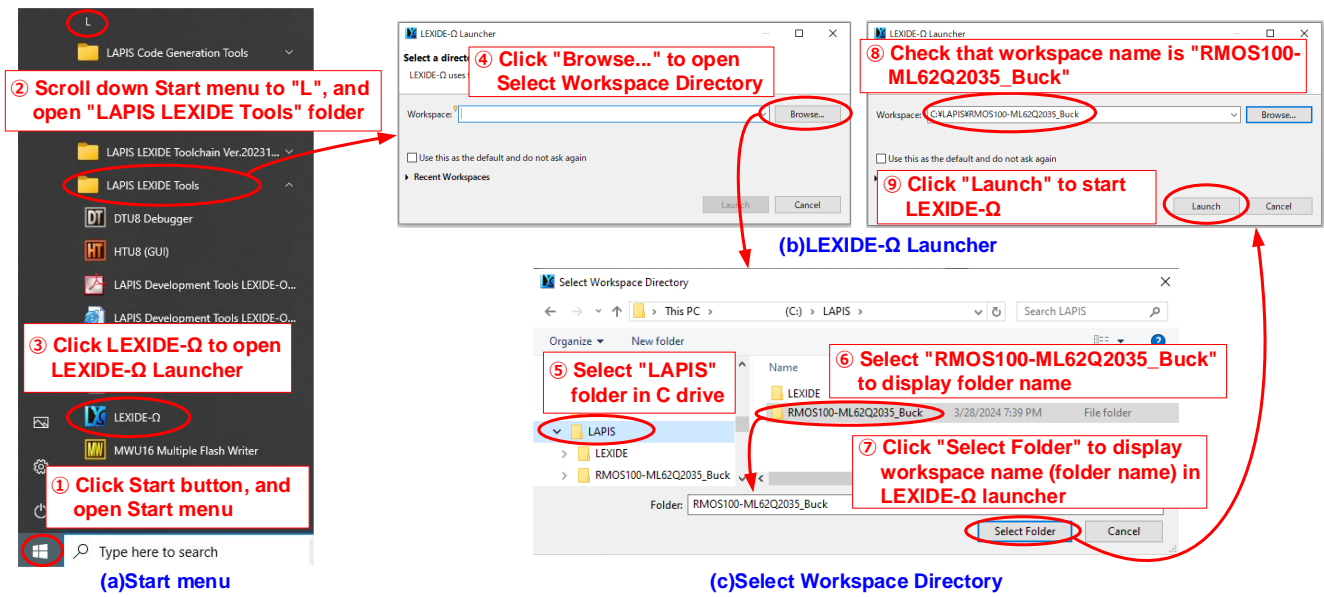 L
LAPIS Code Generation Tools
② Scroll down Start menu to "L", and
open "LAPIS LEXIDE Tools" folder
LAPIS LEXIDE Toolchain Ver.20231...
LAPIS LEXIDE Tools
DT
DTU8 Debugger
HT
HTU8 (GUI)
LAPIS Development Tools LEXIDE-O...
LAPIS Development Tools LEXIDE-O...
③ Click LEXIDE-Ω to open
LEXIDE-Ω Launcher
LEXIDE-Ω
MW
MWU16 Multiple Flash Writer
① Click Start button, and
open Start menu
Type here to search
(a)Start menu
LEXIDE-Ω Launcher
Select a direct
LEXIDE-Ω uses
④ Click "Browse..." to open
Select Workspace Directory
Workspace:
Browse...
Use this as the default and do not ask again
Recent Workspaces
Launch
Cancel
LEXIDE-Ω Launcher
⑧ Check that workspace name is "RMOS100-
ML62Q2035_Buck"
Workspace:
C:¥LAPIS¥RMOS100-ML62Q2035_Buck
Browse...
Use this as the default and do not ask again
⑨ Click "Launch" to start
LEXIDE-Ω
Launch
Cancel
(b)LEXIDE-Ω Launcher
Select Workspace Directory
This PC
(C:)
LAPIS
Search LAPIS
Organize
New folder
⑤ Select "LAPIS"
folder in C drive
Name
⑥ Select "RMOS100-ML62Q2035_Buck"
to display folder name
LEXIDE
RMOS100-ML62Q2035_Buck
3/28/2024 7:39 PM
File folder
LAPIS
LEXIDE
RMOS100-ML62Q2035_Buck
⑦ Click "Select Folder" to display
workspace name (folder name) in
LEXIDE-Ω launcher
Folder:
RMOS100-ML62Q2035_Buck
Select Folder
Cancel
(c)Select Workspace Directory